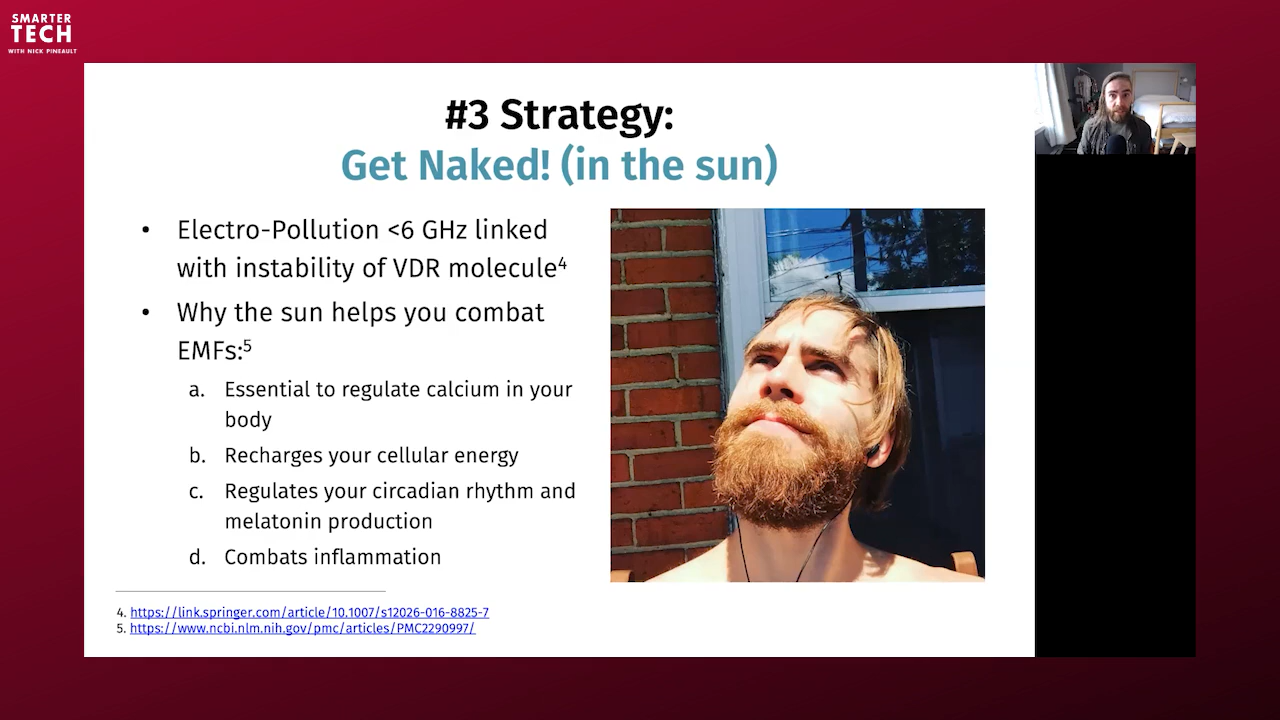 SMARTER
TECH
WITH NICK PINEAULT
#3 Strategy:
Get Naked! (in the sun)
• Electro-Pollution <6 GHz linked
with instability of VDR molecule⁴
• Why the sun helps you combat
EMFs:⁵
a. Essential to regulate calcium in your
body
b. Recharges your cellular energy
c. Regulates your circadian rhythm and
melatonin production
d. Combats inflammation
4. https://link.springer.com/article/10.1007/s12026-016-8825-7
5. https://www.ncbi.nlm.nih.gov/pmc/articles/PMC2290997/